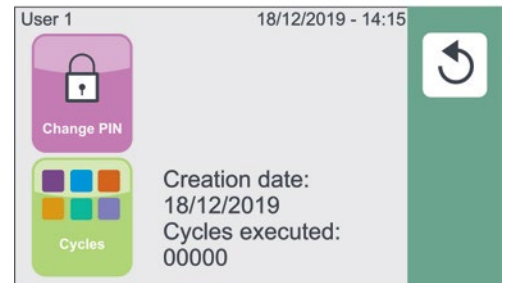 User 1
18/12/2019 - 14:15
Change PIN
Creation date:
18/12/2019
Cycles executed:
00000
Cycles